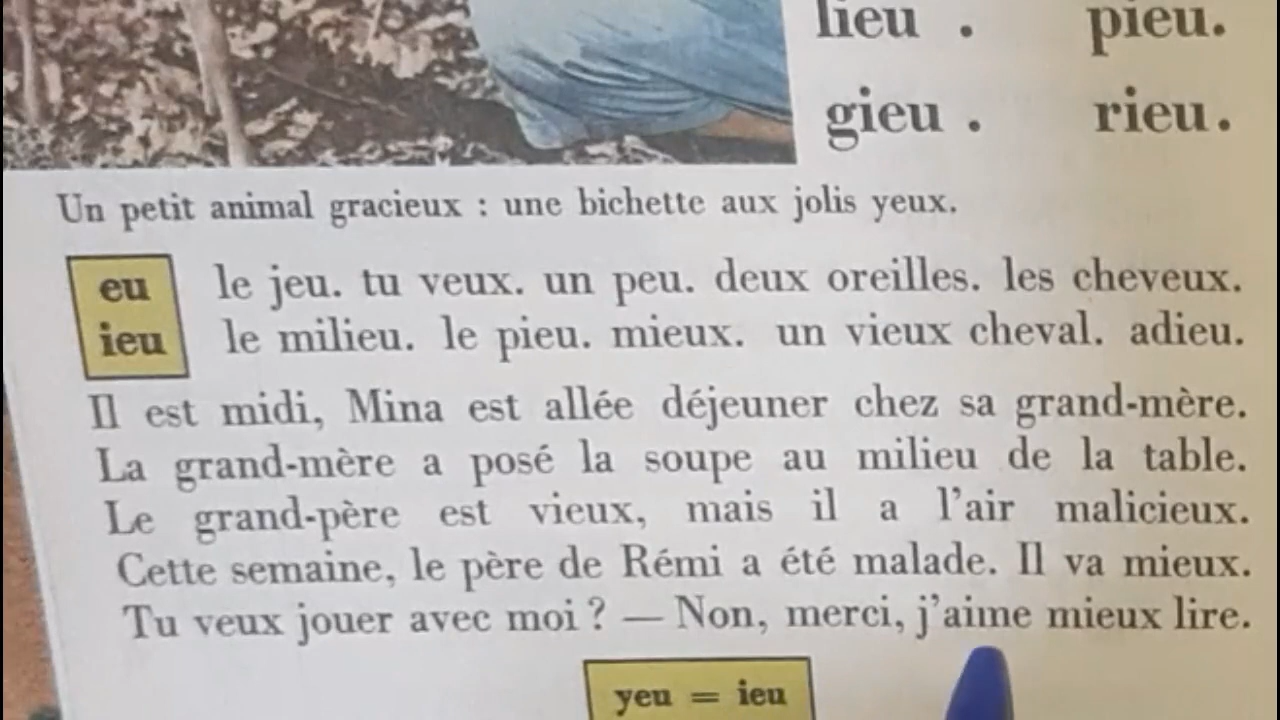 lieu . pieu.
gieu . rieu.
Un petit animal gracieux : une bichette aux jolis yeux.
eu le jeu. tu veux. un peu. deux oreilles. les cheveux.
ieu le milieu. le pieu. mieux. un vieux cheval. adieu.
Il est midi, Mina est allée déjeuner chez sa grand-mère.
La grand-mère a posé la soupe au milieu de la table.
Le grand-père est vieux, mais il a l'air malicieux.
Cette semaine, le père de Rémi a été malade. Il va mieux.
Tu veux jouer avec moi ? — Non, merci, j'aime mieux lire.
yeu = ieu